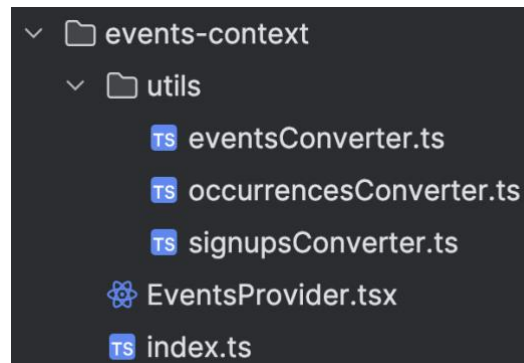 events-context
utils
TS eventsConverter.ts
TS occurrencesConverter.ts
TS signupsConverter.ts
EventsProvider.tsx
TS index.ts